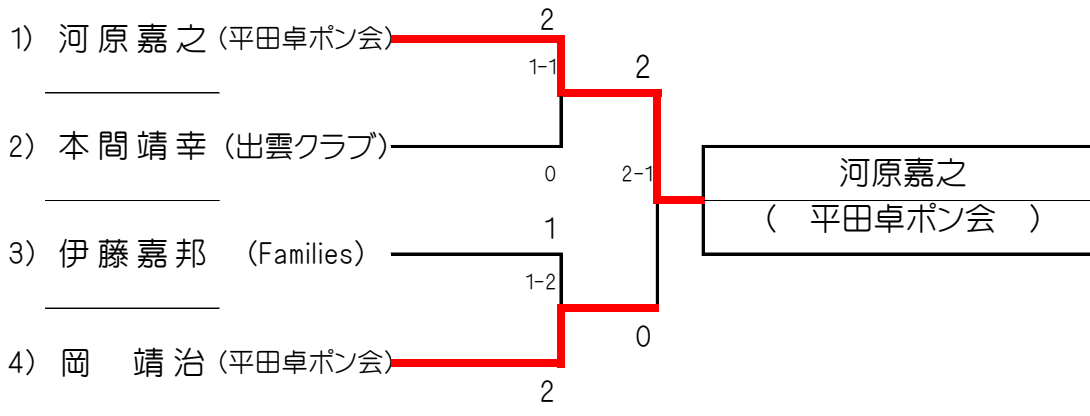 2
1) 河原嘉之 (平田卓ポン会)
1-1
2
2) 本間靖幸 (出雲クラブ)
0
2-1
河原嘉之
( 平田卓ポン会 )
1
3) 伊藤嘉邦 (Families)
1-2
0
4) 岡 靖治 (平田卓ポン会)
2